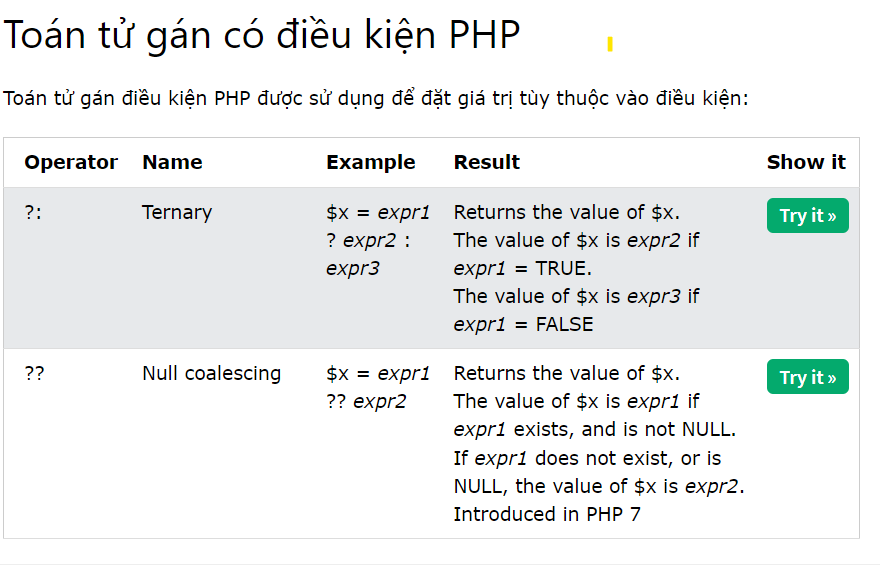 Toán tử gán có điều kiện PHP
Toán tử gán điều kiện PHP được sử dụng để đặt giá trị tùy thuộc vào điều kiện:
Operator Name Example Result Show it
?: Ternary $x = expr1 Returns the value of $x. Try it »
? expr2 : The value of $x is expr2 if
expr3 expr1 = TRUE.
The value of $x is expr3 if
expr1 = FALSE
?? Null coalescing $x = expr1 Returns the value of $x. Try it »
?? expr2 The value of $x is expr1 if
expr1 exists, and is not NULL.
If expr1 does not exist, or is
NULL, the value of $x is expr2.
Introduced in PHP 7